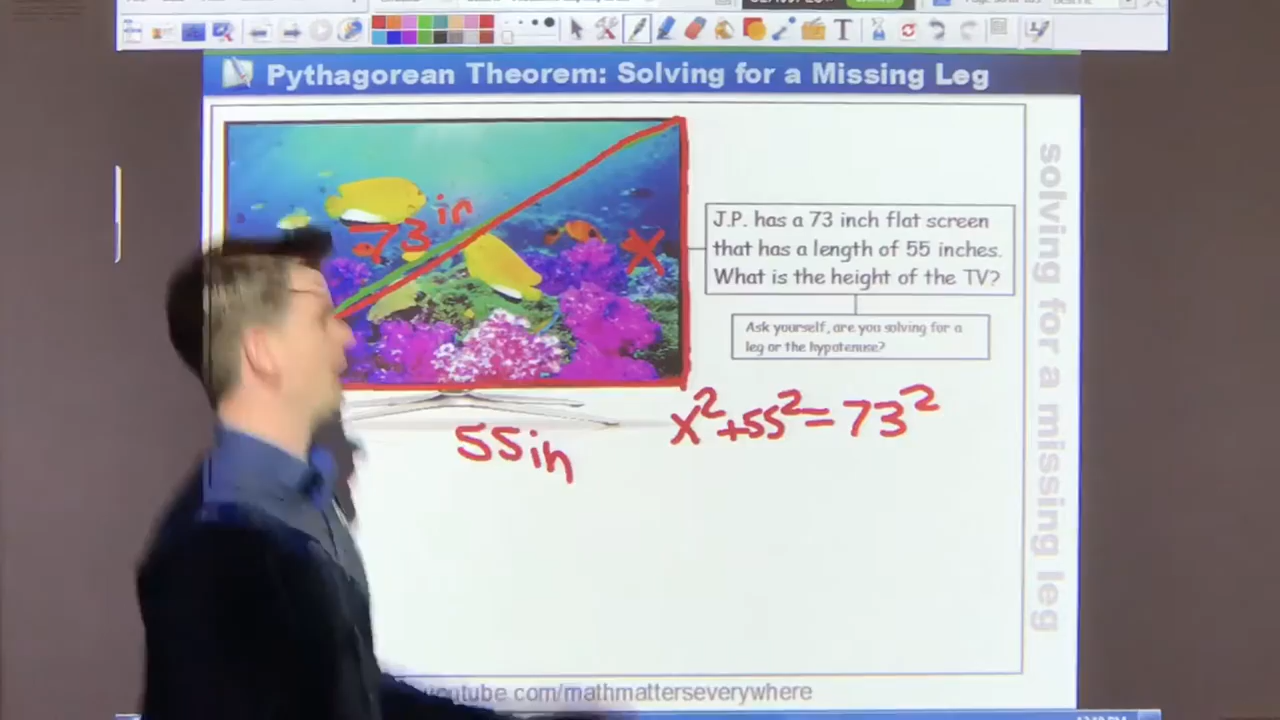 Pythagorean Theorem: Solving for a Missing Leg
73 in
X
J.P. has a 73 inch flat screen
that has a length of 55 inches.
What is the height of the TV?
Ask yourself, are you solving for a
leg or the hypotenuse?
x²+55²=73²
55in
solving for a missing leg
youtube.com/mathmatterseverywhere